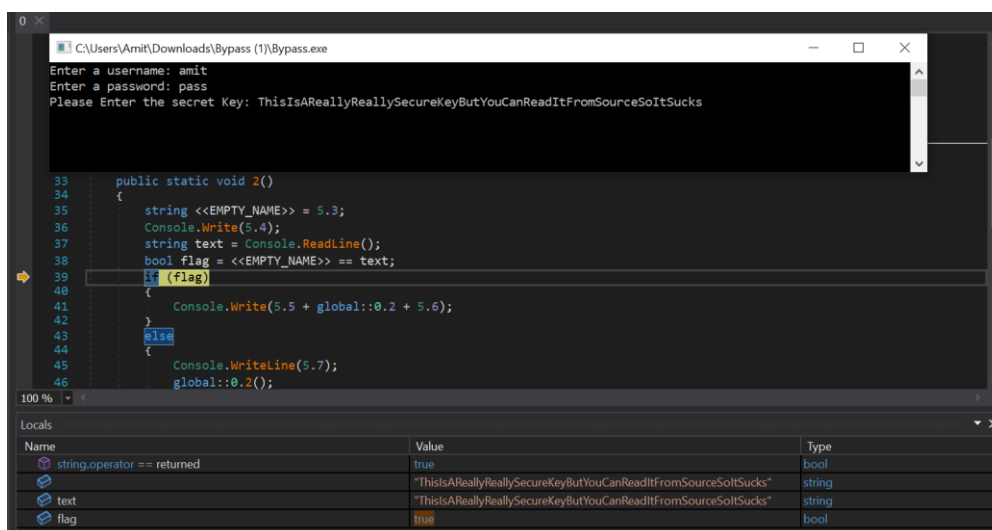 0 ×
C:\Users\Amit\Downloads\Bypass (1)\Bypass.exe
Enter a username: amit
Enter a password: pass
Please Enter the secret Key: ThisIsAReallyReallySecureKeyButYouCanReadItFromSourceSoItSucks
33 public static void 2()
34 {
35 string <<EMPTY_NAME>> = 5.3;
36 Console.Write(5.4);
37 string text = Console.ReadLine();
38 bool flag = <<EMPTY_NAME>> == text;
39 if (flag)
40 {
41 Console.Write(5.5 + global::0.2 + 5.6);
42 }
43 else
44 {
45 Console.WriteLine(5.7);
46 global::0.2();
100 %
Locals
Name Value Type
string.operator == returned true bool
"ThisIsAReallyReallySecureKeyButYouCanReadItFromSourceSoItSucks" string
text "ThisIsAReallyReallySecureKeyButYouCanReadItFromSourceSoItSucks" string
flag true bool